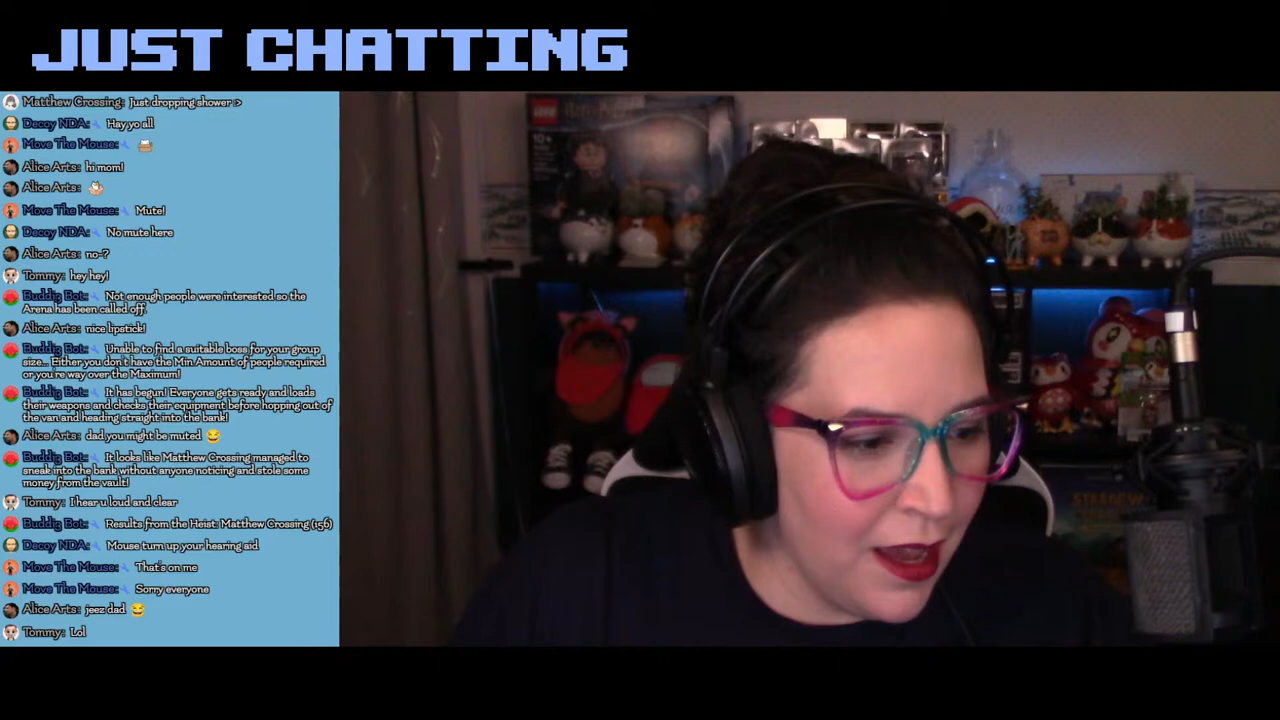 JUST CHATTING
Matthew Crossing: Just dropping shower :>
Decoy NDA: Hay yo all
Move The Mouse:
Alice Arts: hi mom!
Alice Arts:
Move The Mouse: Mute!
Decoy NDA: No mute here
Alice Arts: no-?
Tommy: hey hey!
Buddig Bot: Not enough people were interested so the
Arena has been called off.
Alice Arts: nice lipstick!
Buddig Bot: Unable to find a suitable boss for your group
size... Either you don't have the Min Amount of people required
or you're way over the Maximum!
Buddig Bot: It has begun! Everyone gets ready and loads
their weapons and checks their equipment before hopping out of
the van and heading straight into the bank!
Alice Arts: dad you might be muted 😂
Buddig Bot: It looks like Matthew Crossing managed to
sneak into the bank without anyone noticing and stole some
money from the vault!
Tommy: I hear u loud and clear
Buddig Bot: Results from the Heist: Matthew Crossing (156)
Decoy NDA: Mouse turn up your hearing aid
Move The Mouse: That's on me
Move The Mouse: Sorry everyone
Alice Arts: jeez dad 😂
Tommy: Lol
LEGO
10+